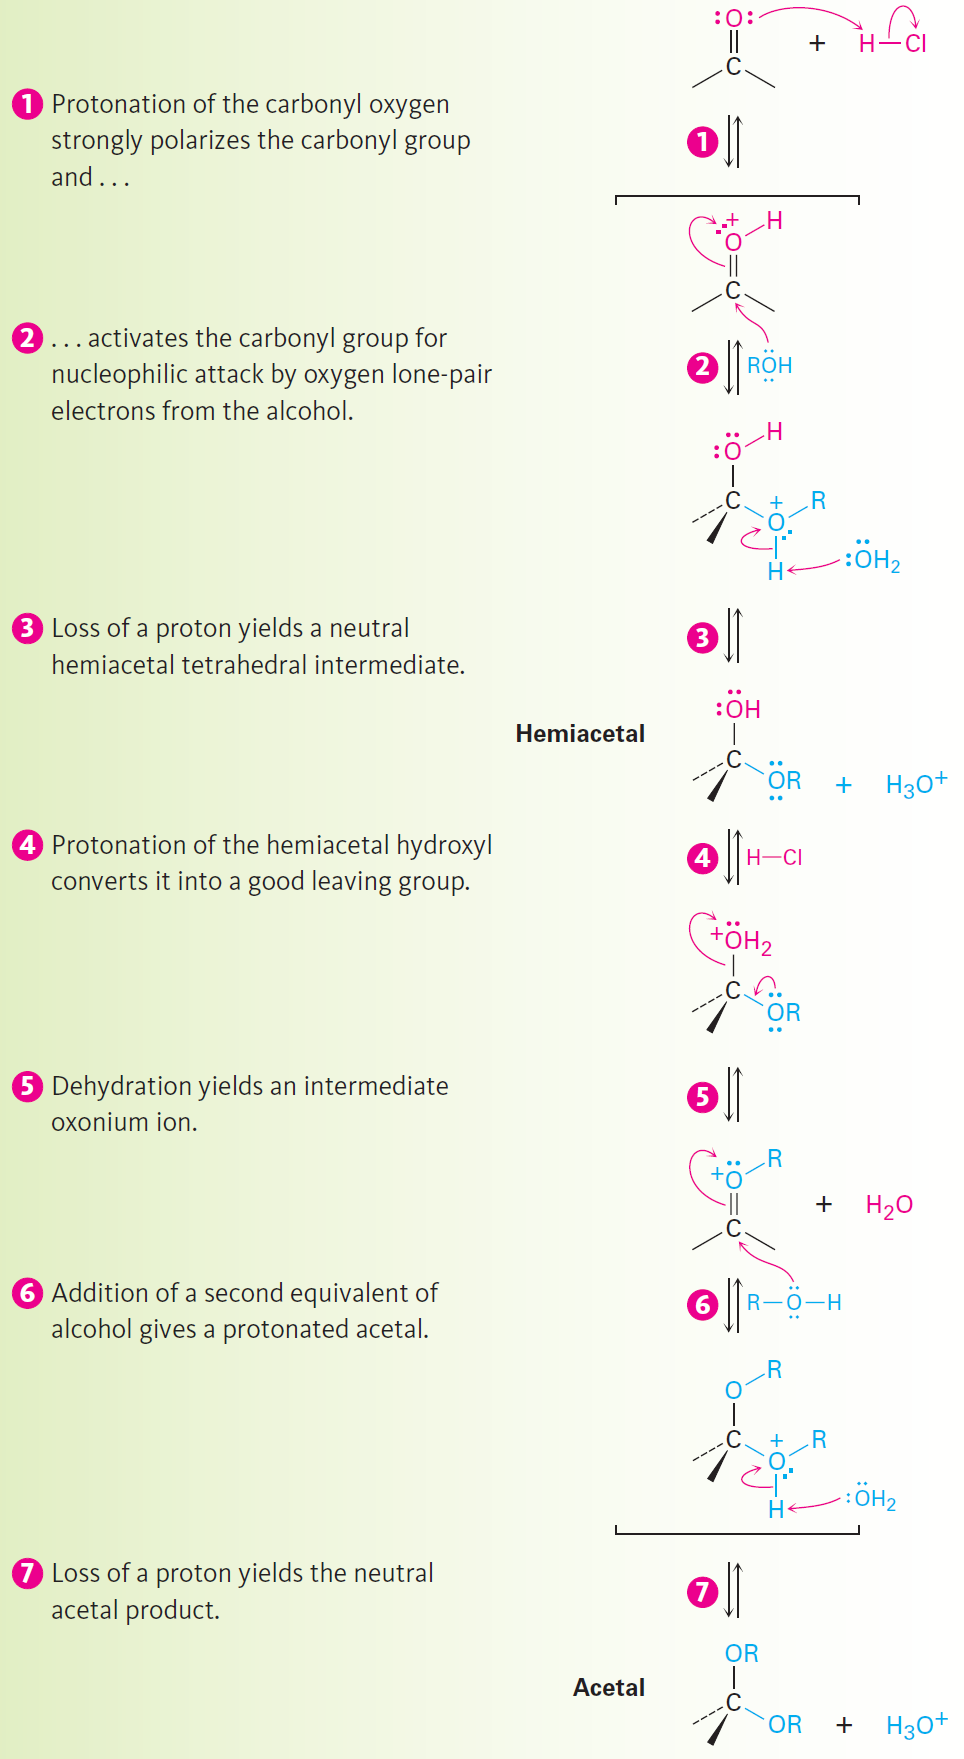 :O:
C
+ H—Cl
1 Protonation of the carbonyl oxygen
strongly polarizes the carbonyl group
and . . .
1
+
O H
C
2 . . . activates the carbonyl group for
nucleophilic attack by oxygen lone-pair
electrons from the alcohol.
2 ROH
:O H
C + R
O
H :OH2
3 Loss of a proton yields a neutral
hemiacetal tetrahedral intermediate.
3
:OH
Hemiacetal
C
OR + H3O+
4 Protonation of the hemiacetal hydroxyl
converts it into a good leaving group.
4 H—Cl
+OH2
C
OR
5 Dehydration yields an intermediate
oxonium ion.
5
+O R
C
+ H2O
6 Addition of a second equivalent of
alcohol gives a protonated acetal.
6 R—O—H
O R
C + R
O
H :OH2
7 Loss of a proton yields the neutral
acetal product.
7
OR
Acetal
C
OR + H3O+